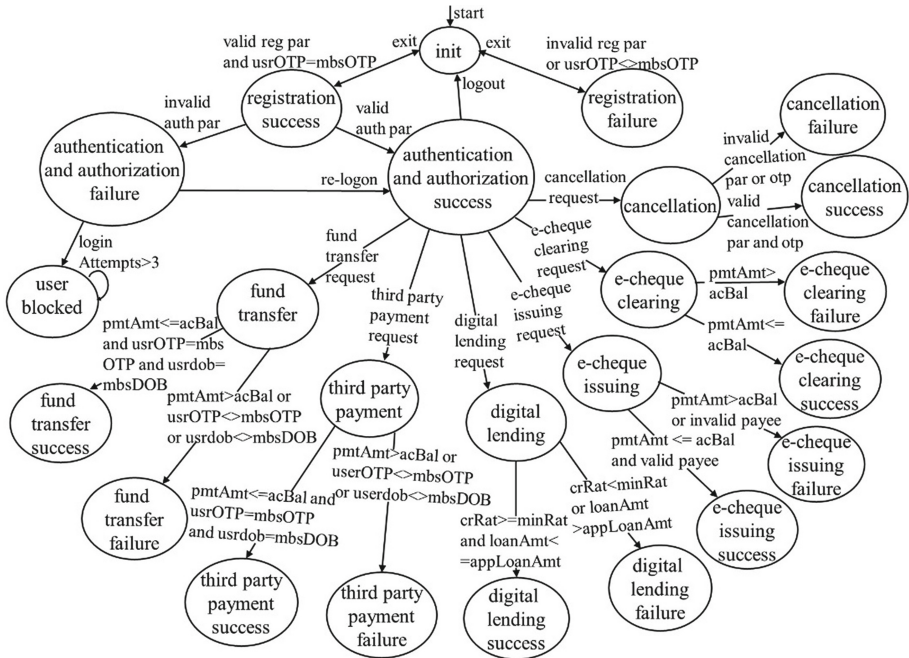 start
init
exit
exit
logout
valid reg par
and usrOTP=mbsOTP
invalid reg par
or usrOTP<>mbsOTP
registration
success
registration
failure
invalid
auth par
valid
auth par
authentication
and authorization
failure
re-logon
authentication
and authorization
success
cancellation
request
cancellation
invalid
cancellation
par or otp
valid
cancellation
par and otp
cancellation
failure
cancellation
success
login
Attempts>3
user
blocked
fund
transfer
request
fund
transfer
third party
payment
request
digital
lending
request
e-cheque
issuing
request
e-cheque
clearing
request
e-cheque
clearing
pmtAmt>
acBal
e-cheque
clearing
failure
pmtAmt<=
acBal
e-cheque
clearing
success
pmtAmt<=acBal
and usrOTP=mbs
OTP and usrdob=
mbsDOB
fund
transfer
success
pmtAmt>acBal or
usrOTP<>mbsOTP
or usrdob<>mbsDOB
fund
transfer
failure
third party
payment
pmtAmt<=acBal and
usrOTP=mbsOTP
and usrdob=mbsDOB
third party
payment
success
pmtAmt>acBal or
userOTP<>mbsOTP
or userdob<>mbsDOB
third party
payment
failure
digital
lending
crRat>=minRat
and loanAmt<
=appLoanAmt
digital
lending
success
crRat<minRat
or loanAmt
>appLoanAmt
digital
lending
failure
e-cheque
issuing
pmtAmt>acBal
or invalid payee
e-cheque
issuing
failure
pmtAmt <= acBal
and valid payee
e-cheque
issuing
success